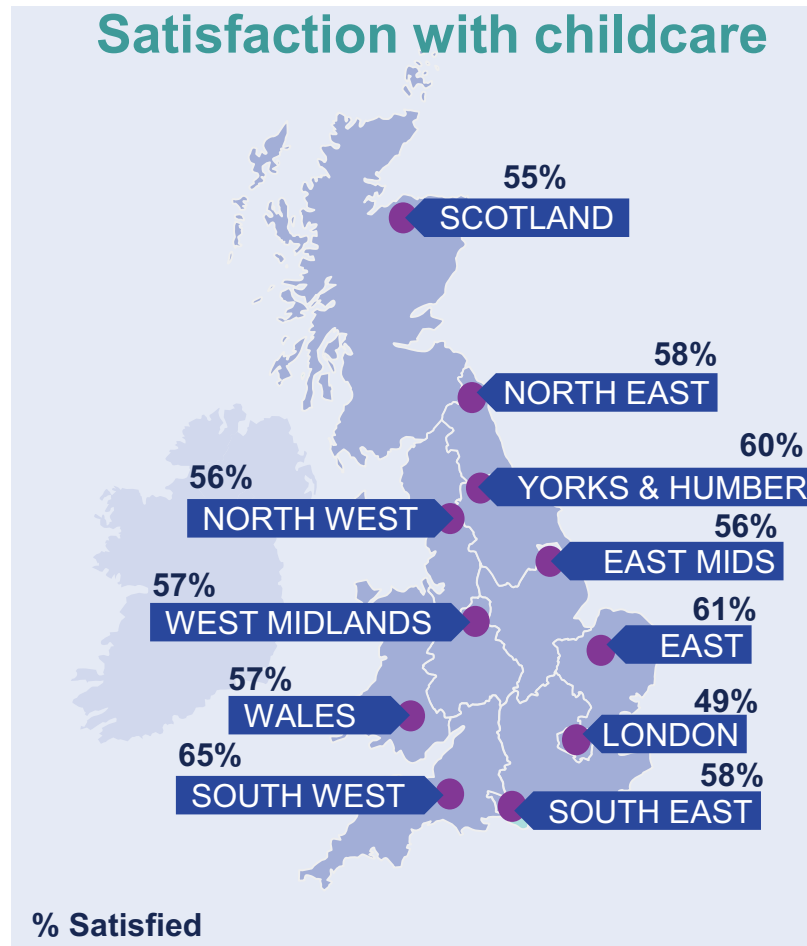 Satisfaction with childcare
55%
SCOTLAND
58%
NORTH EAST
60%
YORKS & HUMBER
56%
NORTH WEST
56%
EAST MIDS
57%
WEST MIDLANDS
61%
EAST
57%
WALES
49%
LONDON
65%
SOUTH WEST
58%
SOUTH EAST
% Satisfied